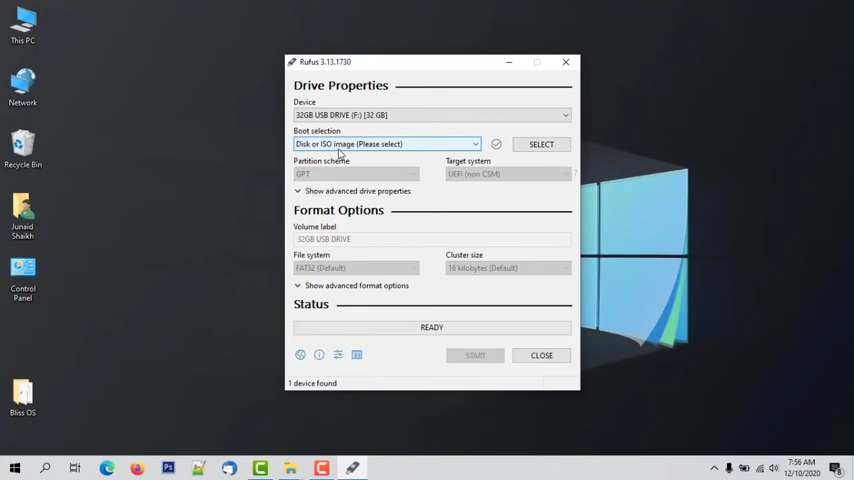 This PC
Network
Recycle Bin
Junaid
Shaikh
Control
Panel
Bliss OS
Rufus 3.13.1730
Drive Properties
Device
32GB USB DRIVE (F:) [32 GB]
Boot selection
Disk or ISO image (Please select)
SELECT
Partition scheme
Target system
GPT
UEFI (non CSM)
?
Show advanced drive properties
Format Options
Volume label
32GB USB DRIVE
File system
Cluster size
FAT32 (Default)
16 kilobytes (Default)
Show advanced format options
Status
READY
START
CLOSE
1 device found
Ps
7:56 AM
12/10/2020